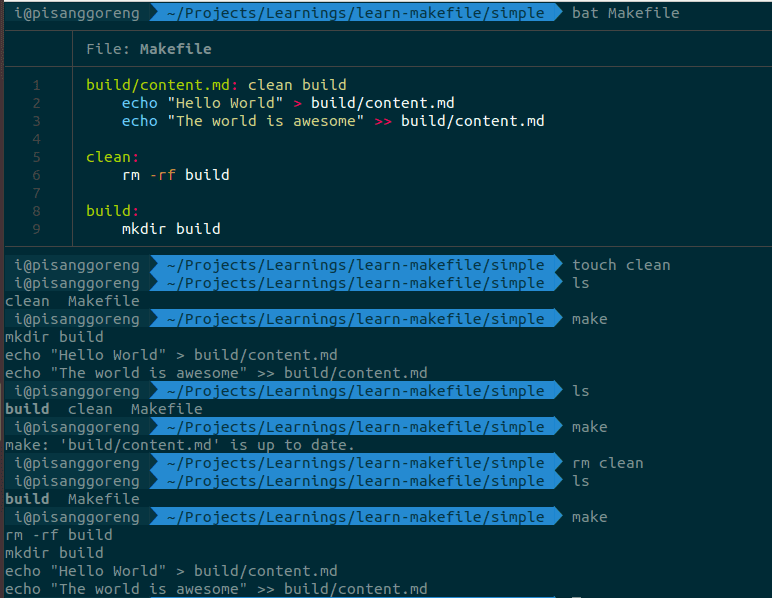 i@pisanggoreng ~/Projects/Learnings/learn-makefile/simple bat Makefile
File: Makefile
1 build/content.md: clean build
2 echo "Hello World" > build/content.md
3 echo "The world is awesome" >> build/content.md
4
5 clean:
6 rm -rf build
7
8 build:
9 mkdir build
i@pisanggoreng ~/Projects/Learnings/learn-makefile/simple touch clean
i@pisanggoreng ~/Projects/Learnings/learn-makefile/simple ls
clean Makefile
i@pisanggoreng ~/Projects/Learnings/learn-makefile/simple make
mkdir build
echo "Hello World" > build/content.md
echo "The world is awesome" >> build/content.md
i@pisanggoreng ~/Projects/Learnings/learn-makefile/simple ls
build clean Makefile
i@pisanggoreng ~/Projects/Learnings/learn-makefile/simple make
make: 'build/content.md' is up to date.
i@pisanggoreng ~/Projects/Learnings/learn-makefile/simple rm clean
i@pisanggoreng ~/Projects/Learnings/learn-makefile/simple ls
build Makefile
i@pisanggoreng ~/Projects/Learnings/learn-makefile/simple make
rm -rf build
mkdir build
echo "Hello World" > build/content.md
echo "The world is awesome" >> build/content.md